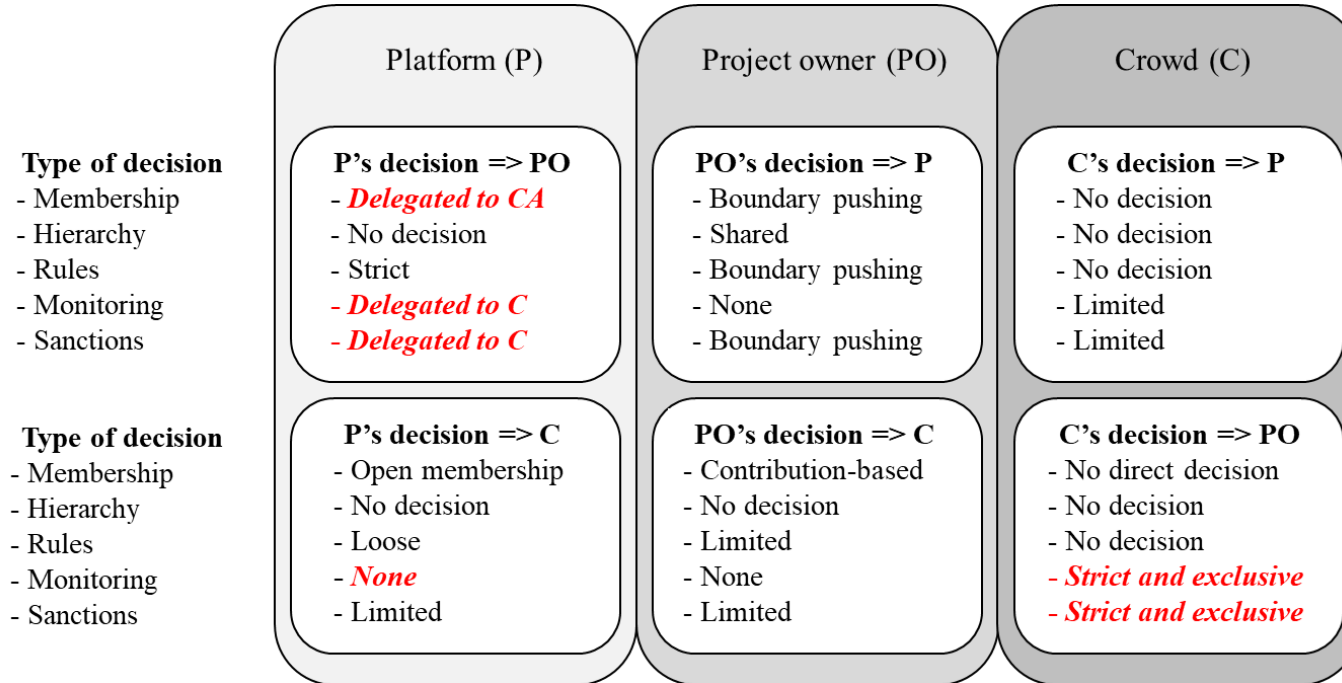 Platform (P)
Project owner (PO)
Crowd (C)
Type of decision
- Membership
- Hierarchy
- Rules
- Monitoring
- Sanctions
P's decision => PO
- Delegated to CA
- No decision
- Strict
- Delegated to C
- Delegated to C
PO's decision => P
- Boundary pushing
- Shared
- Boundary pushing
- None
- Boundary pushing
C's decision => P
- No decision
- No decision
- No decision
- Limited
- Limited
Type of decision
- Membership
- Hierarchy
- Rules
- Monitoring
- Sanctions
P's decision => C
- Open membership
- No decision
- Loose
- None
- Limited
PO's decision => C
- Contribution-based
- No decision
- Limited
- None
- Limited
C's decision => PO
- No direct decision
- No decision
- No decision
- Strict and exclusive
- Strict and exclusive